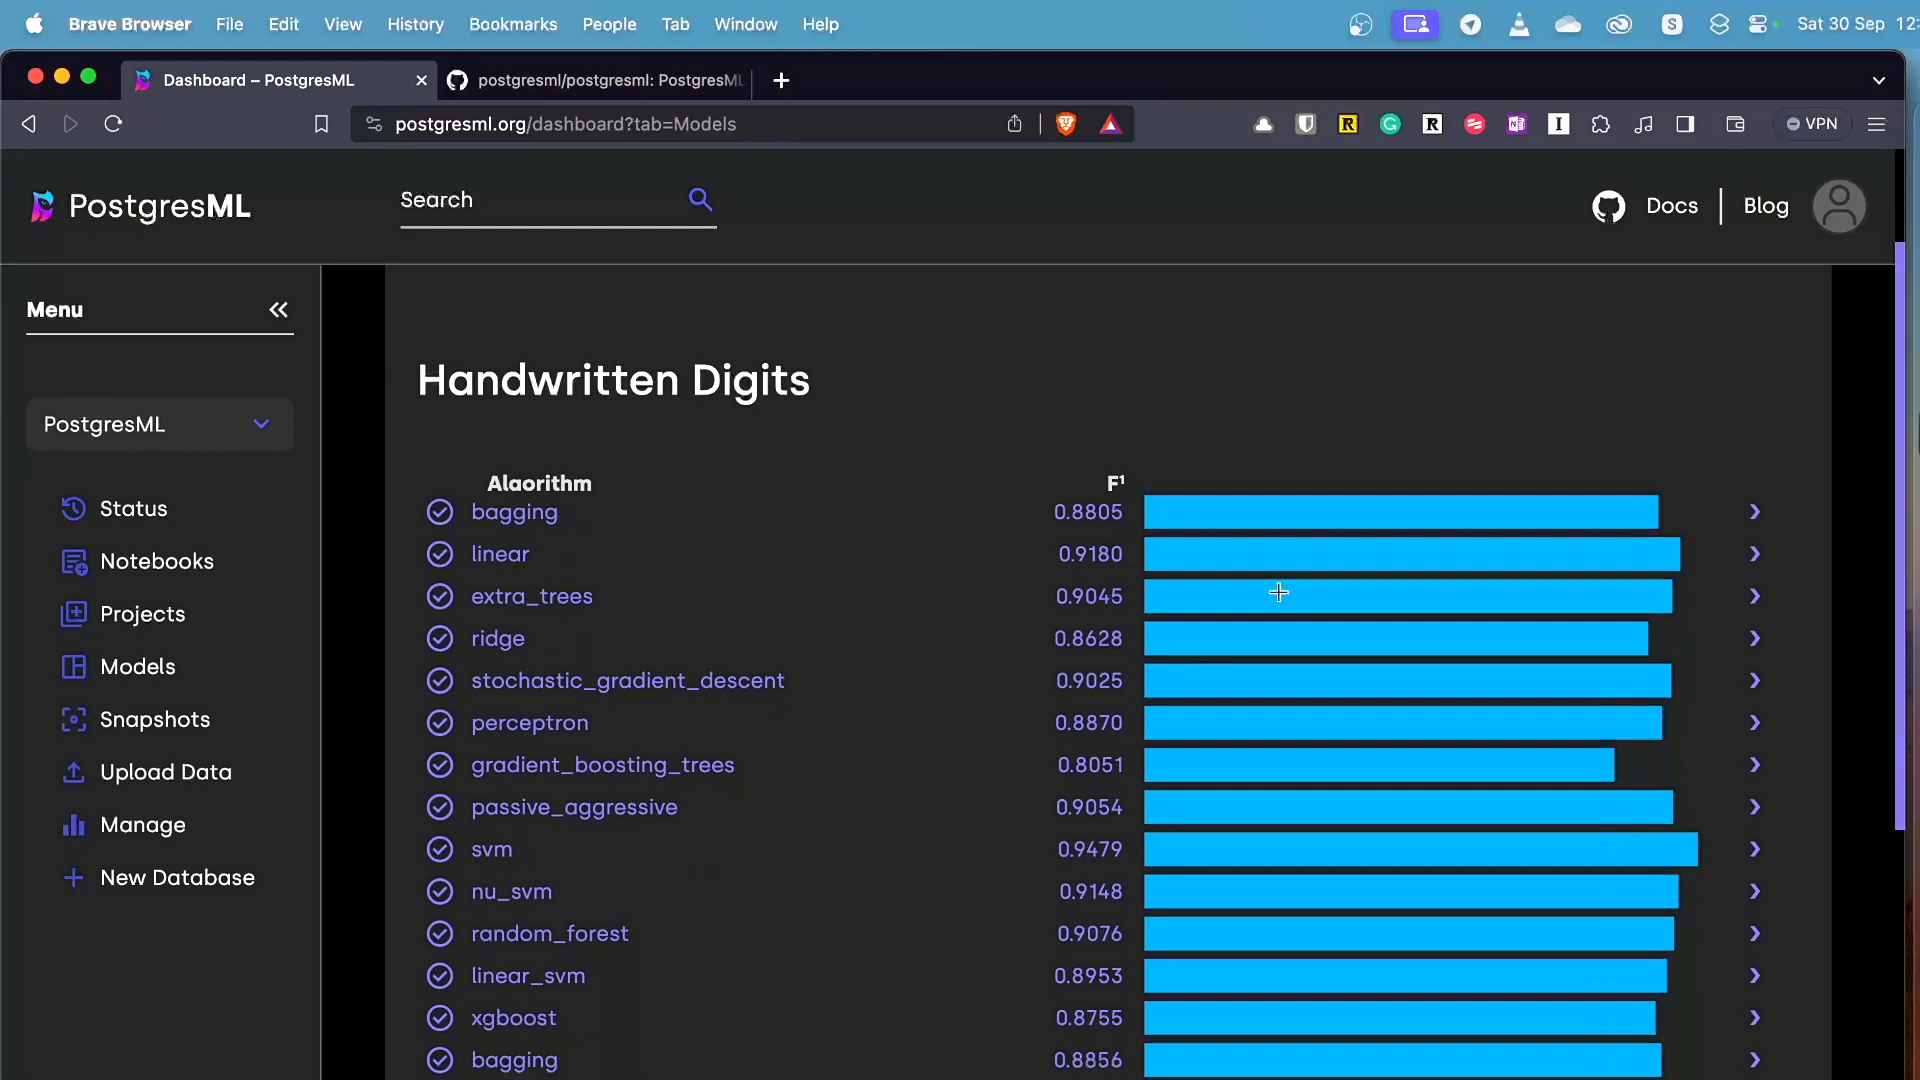 Brave Browser File Edit View History Bookmarks People Tab Window Help S Sat 30 Sep 12:
Dashboard – PostgresML postgresml/postgresml: PostgresML
postgresml.org/dashboard?tab=Models R R I VPN
PostgresML Search Docs Blog
Menu
PostgresML
Status
Notebooks
Projects
Models
Snapshots
Upload Data
Manage
New Database
Handwritten Digits
Algorithm F¹
bagging 0.8805
linear 0.9180
extra_trees 0.9045
ridge 0.8628
stochastic_gradient_descent 0.9025
perceptron 0.8870
gradient_boosting_trees 0.8051
passive_aggressive 0.9054
svm 0.9479
nu_svm 0.9148
random_forest 0.9076
linear_svm 0.8953
xgboost 0.8755
bagging 0.8856